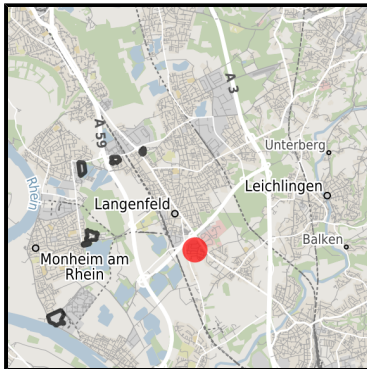 A 3
A 59
Unterberg
Rhein
Leichlingen
Langenfeld
Balken
Monheim am
Rhein